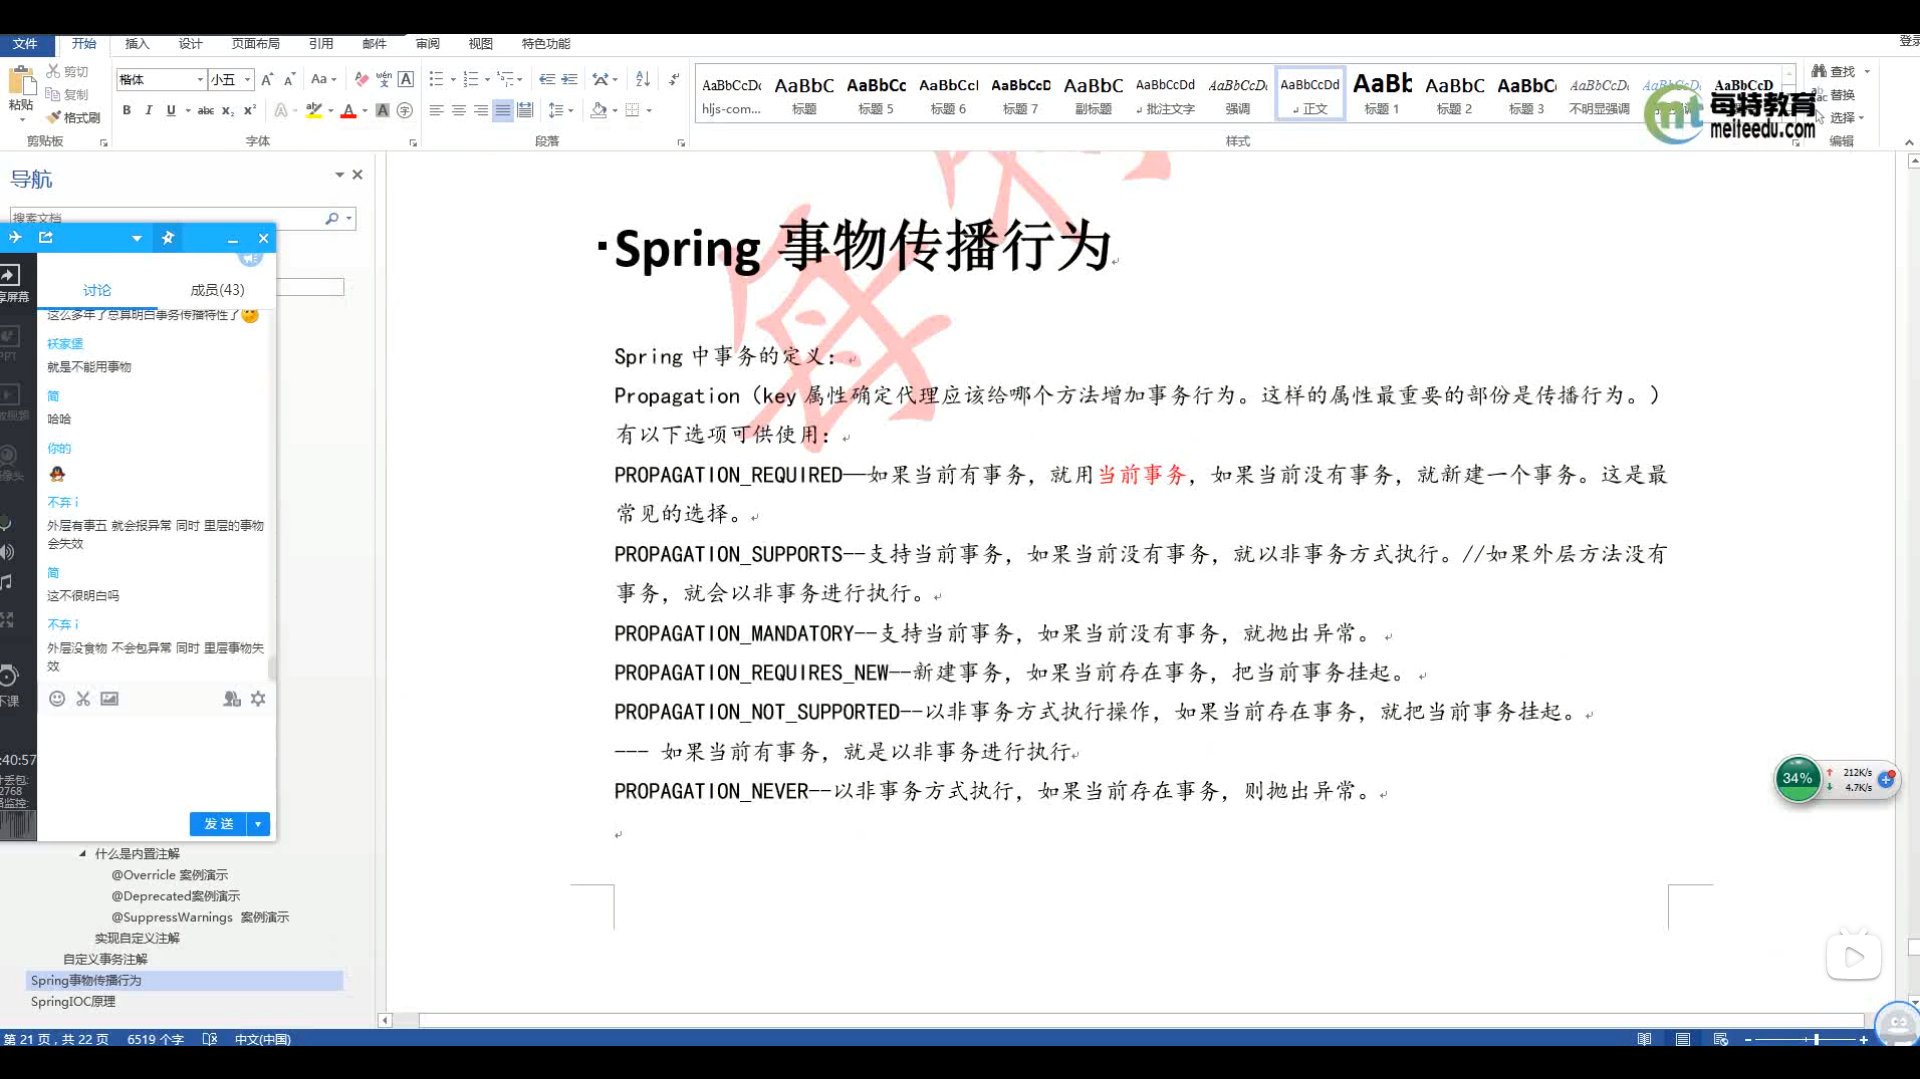 文件 开始 插入 设计 页面布局 引用 邮件 审阅 视图 特色功能
剪切
复制
格式刷
粘贴
剪贴板
楷体 小五
字体
段落
AaBbCcDc AaBbC AaBbCc AaBbCcI AaBbCcD AaBbC AaBbCcDd AaBbCcDc AaBbCcDd AaBb AaBbC AaBbC AaBbCcDc AaBbCcDc AaBbCcD
hljs-com... 标题 标题 5 标题 6 标题 7 副标题 批注文字 强调 正文 标题 1 标题 2 标题 3 不明显强调
样式
查找
替换
选择
编辑
每特教育
meiteedu.com
导航
搜索文档
讨论 成员(43)
这么多年了总算明白事务传播特性了
袄家堡
就是不能用事物
简
哈哈
你的
不弃 i
外层有事五 就会报异常 同时 里层的事物
会失效
简
这不很明白吗
不弃 i
外层没食物 不会包异常 同时 里层事物失
效
:40:57
发 送
什么是内置注解
@Overricle 案例演示
@Deprecated案例演示
@SuppressWarnings 案例演示
实现自定义注解
自定义事务注解
Spring事物传播行为
SpringIOC原理
Spring 事物传播行为
Spring 中事务的定义：
Propagation（key 属性确定代理应该给哪个方法增加事务行为。这样的属性最重要的部份是传播行为。）
有以下选项可供使用：
PROPAGATION_REQUIRED—如果当前有事务，就用当前事务，如果当前没有事务，就新建一个事务。这是最
常见的选择。
PROPAGATION_SUPPORTS--支持当前事务，如果当前没有事务，就以非事务方式执行。//如果外层方法没有
事务，就会以非事务进行执行。
PROPAGATION_MANDATORY--支持当前事务，如果当前没有事务，就抛出异常。
PROPAGATION_REQUIRES_NEW--新建事务，如果当前存在事务，把当前事务挂起。
PROPAGATION_NOT_SUPPORTED--以非事务方式执行操作，如果当前存在事务，就把当前事务挂起。
--- 如果当前有事务，就是以非事务进行执行
PROPAGATION_NEVER--以非事务方式执行，如果当前存在事务，则抛出异常。
34%
212K/s
4.7K/s
第 21 页，共 22 页 6519 个字 中文(中国)